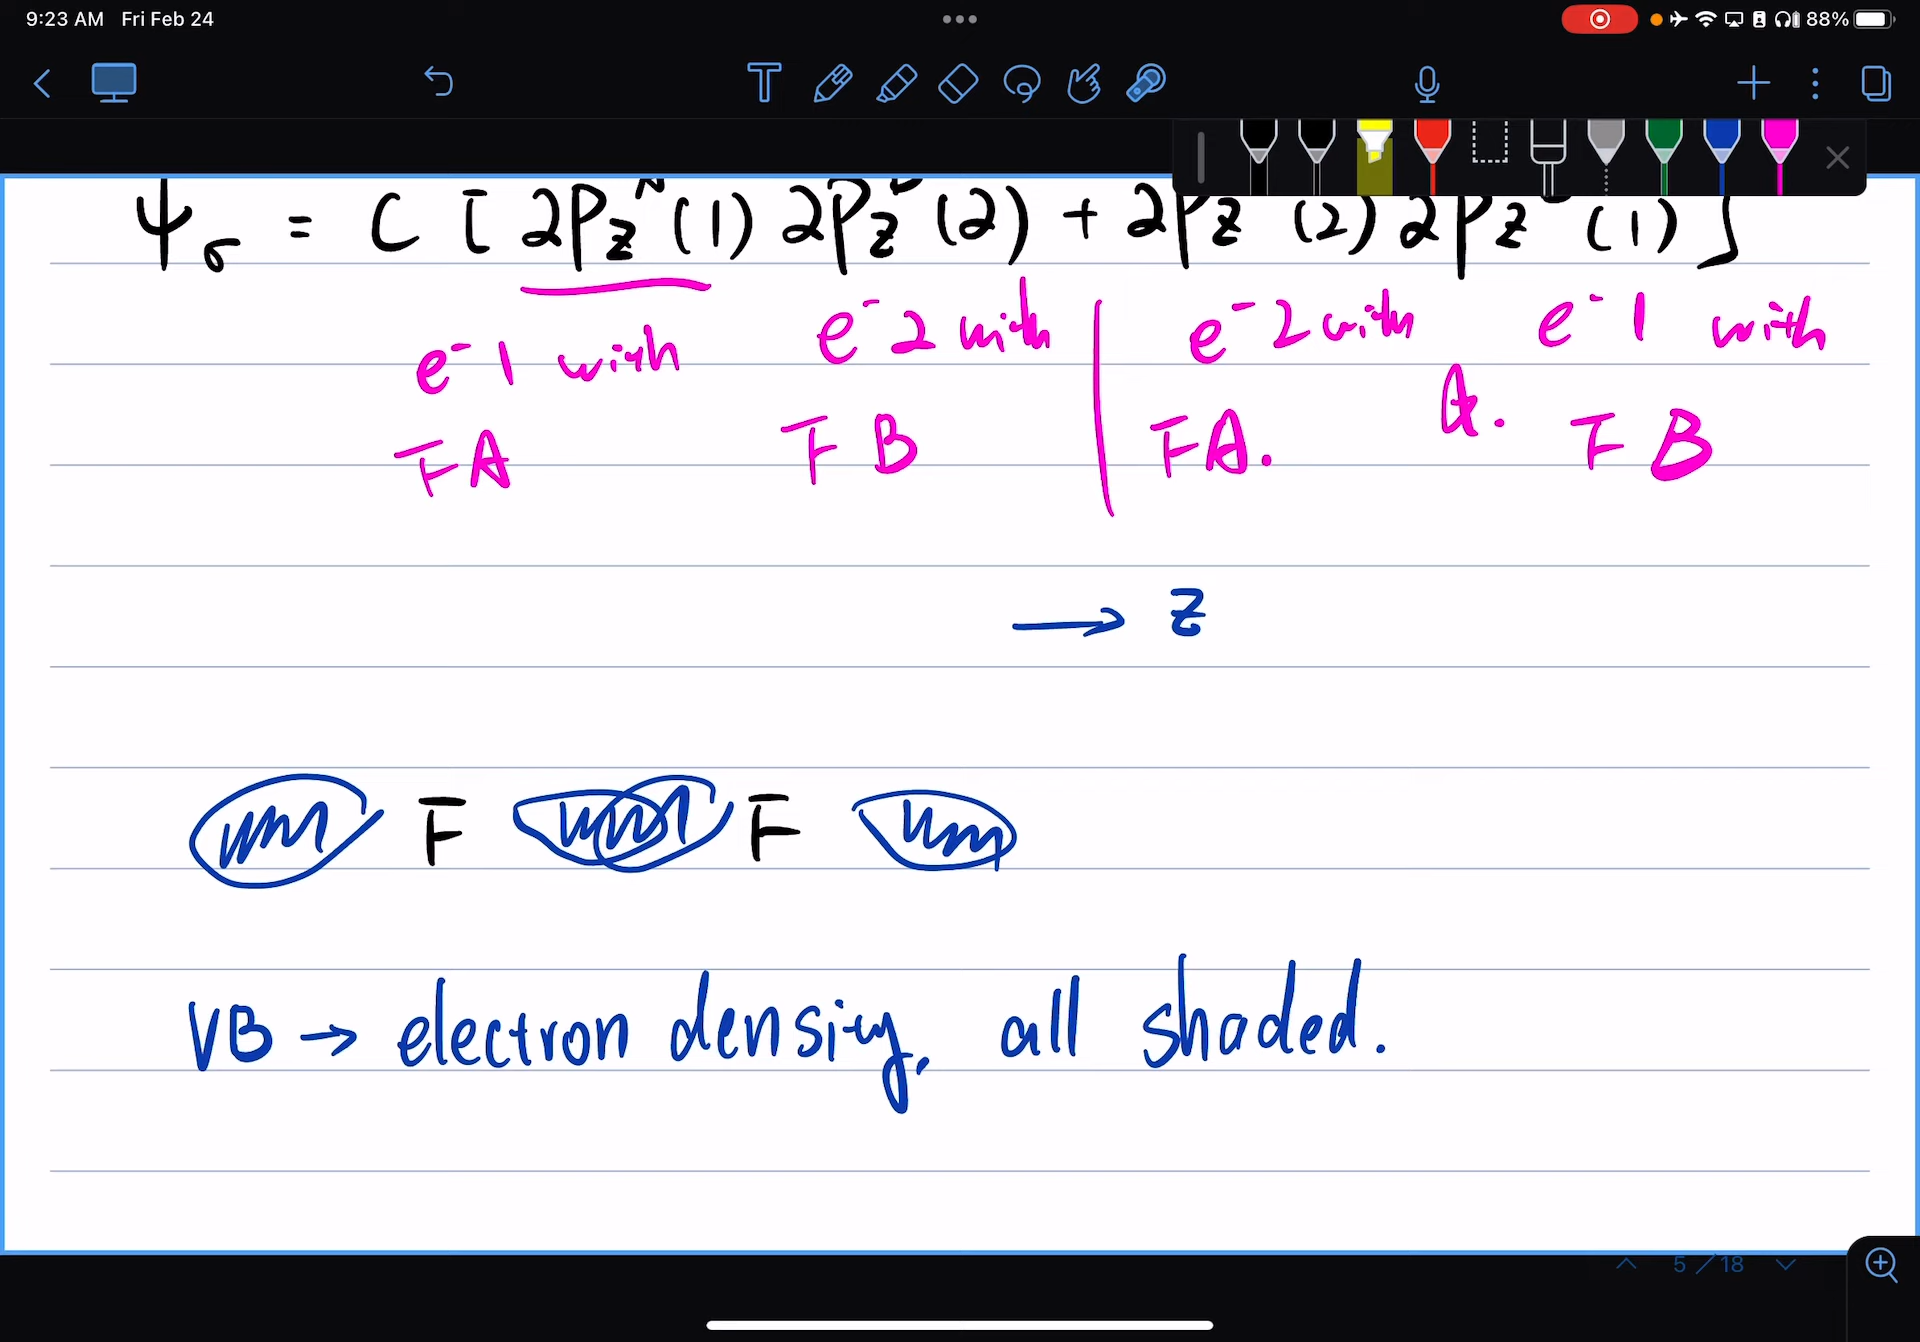 9:23 AM Fri Feb 24
88%
ψσ = C [ 2Pz^A(1) 2Pz^B(2) + 2Pz (2) 2Pz (1) ]
e⁻1 with e⁻2 with | e⁻2 with e⁻1 with
FA F B FA. F B
→ z
F F
VB → electron density, all shaded.
5 / 18